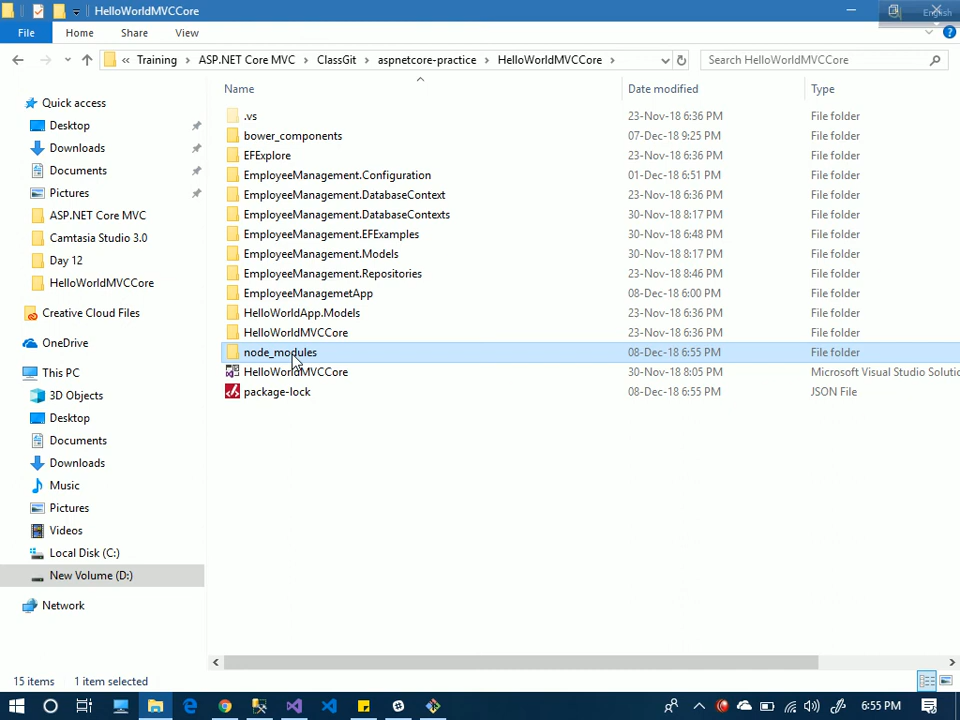 HelloWorldMVCCore
English
File Home Share View
« Training > ASP.NET Core MVC > ClassGit > aspnetcore-practice > HelloWorldMVCCore >
Search HelloWorldMVCCore
Name Date modified Type
Quick access
Desktop
Downloads
Documents
Pictures
ASP.NET Core MVC
Camtasia Studio 3.0
Day 12
HelloWorldMVCCore
Creative Cloud Files
OneDrive
This PC
3D Objects
Desktop
Documents
Downloads
Music
Pictures
Videos
Local Disk (C:)
New Volume (D:)
Network
.vs 23-Nov-18 6:36 PM File folder
bower_components 07-Dec-18 9:25 PM File folder
EFExplore 23-Nov-18 6:36 PM File folder
EmployeeManagement.Configuration 01-Dec-18 6:51 PM File folder
EmployeeManagement.DatabaseContext 23-Nov-18 6:36 PM File folder
EmployeeManagement.DatabaseContexts 30-Nov-18 8:17 PM File folder
EmployeeManagement.EFExamples 30-Nov-18 6:48 PM File folder
EmployeeManagement.Models 30-Nov-18 8:17 PM File folder
EmployeeManagement.Repositories 23-Nov-18 8:46 PM File folder
EmployeeManagemetApp 08-Dec-18 6:00 PM File folder
HelloWorldApp.Models 23-Nov-18 6:36 PM File folder
HelloWorldMVCCore 23-Nov-18 6:36 PM File folder
node_modules 08-Dec-18 6:55 PM File folder
HelloWorldMVCCore 30-Nov-18 8:05 PM Microsoft Visual Studio Solutio
package-lock 08-Dec-18 6:55 PM JSON File
15 items 1 item selected
6:55 PM